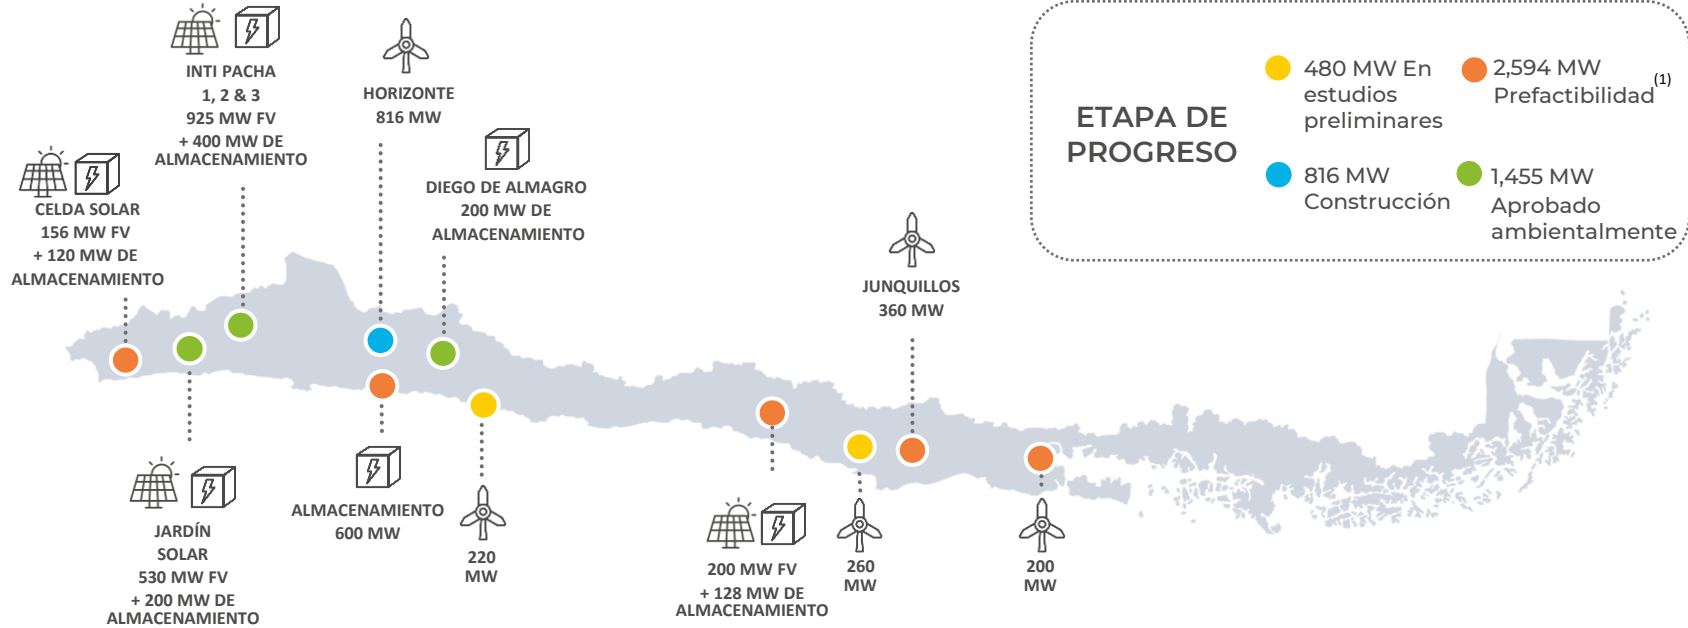 INTI PACHA
1, 2 & 3
925 MW FV
+ 400 MW DE
ALMACENAMIENTO
HORIZONTE
816 MW
DIEGO DE ALMAGRO
200 MW DE
ALMACENAMIENTO
CELDA SOLAR
156 MW FV
+ 120 MW DE
ALMACENAMIENTO
JUNQUILLOS
360 MW
ETAPA DE
PROGRESO
480 MW En
estudios
preliminares
2,594 MW
Prefactibilidad(1)
816 MW
Construcción
1,455 MW
Aprobado
ambientalmente
JARDÍN
SOLAR
530 MW FV
+ 200 MW DE
ALMACENAMIENTO
ALMACENAMIENTO
600 MW
220
MW
200 MW FV
+ 128 MW DE
ALMACENAMIENTO
260
MW
200
MW